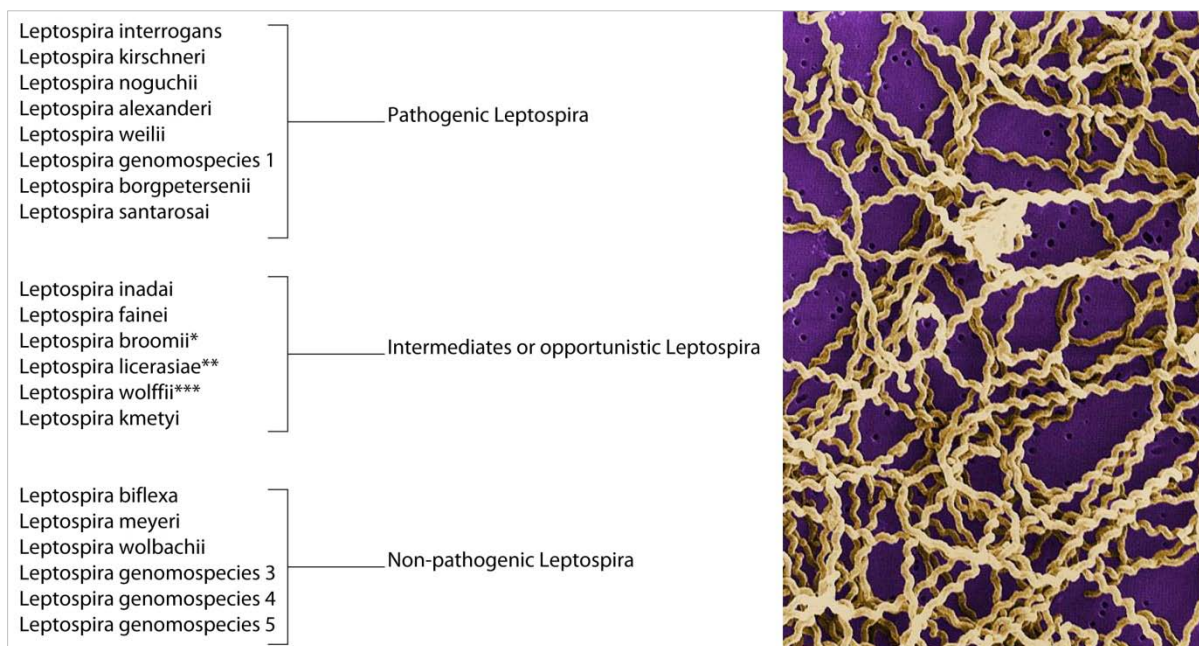 Leptospira interrogans
Leptospira kirschneri
Leptospira noguchii
Leptospira alexanderi
Leptospira weilii
Leptospira genomospecies 1
Leptospira borgpetersenii
Leptospira santarosai
Pathogenic Leptospira
Leptospira inadai
Leptospira fainei
Leptospira broomii*
Leptospira licerasiae**
Leptospira wolffii***
Leptospira kmetyi
Intermediates or opportunistic Leptospira
Leptospira biflexa
Leptospira meyeri
Leptospira wolbachii
Leptospira genomospecies 3
Leptospira genomospecies 4
Leptospira genomospecies 5
Non-pathogenic Leptospira